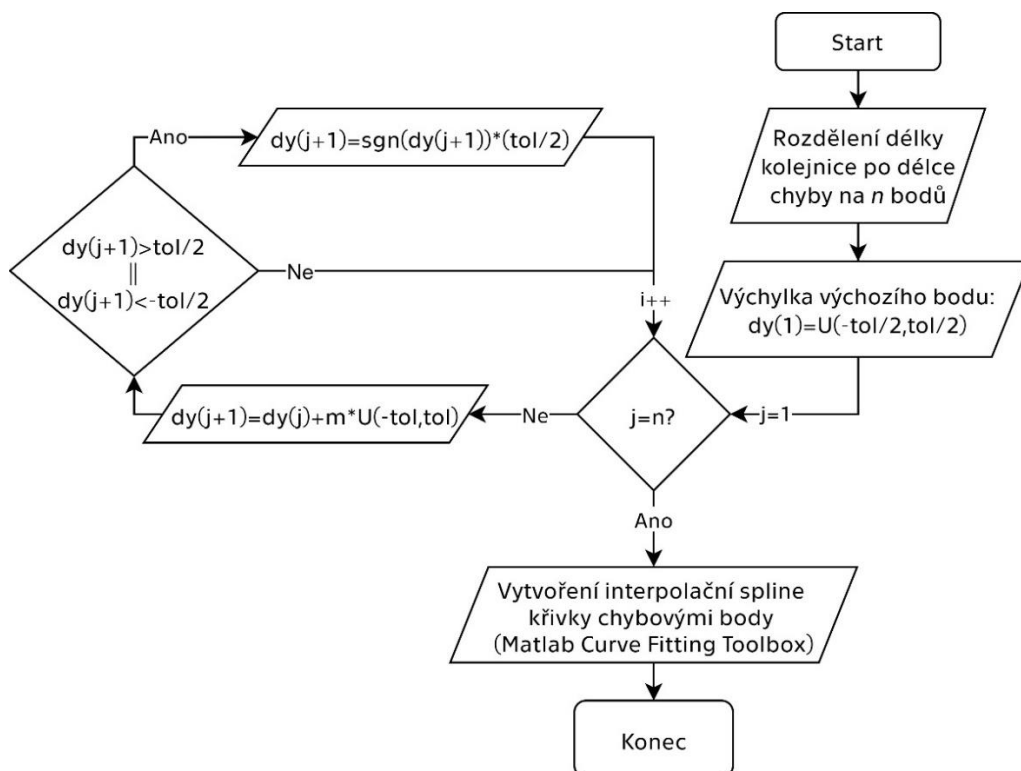 Start
Rozdělení délky
kolejnice po délce
chyby na n bodů
Výchylka výchozího bodu:
dy(1)=U(-tol/2,tol/2)
j=1
j=n?
Ne
dy(j+1)=dy(j)+m*U(-tol,tol)
dy(j+1)>tol/2
||
dy(j+1)<-tol/2
Ano
dy(j+1)=sgn(dy(j+1))*(tol/2)
Ne
i++
Ano
Vytvoření interpolační spline
křivky chybovými body
(Matlab Curve Fitting Toolbox)
Konec